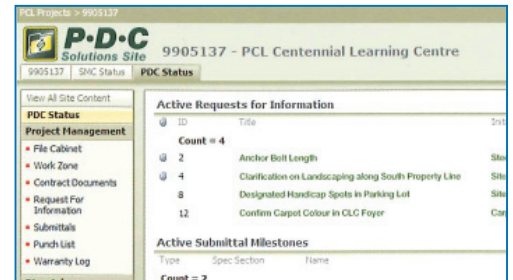 PCL Projects > 9905137
P•D•C
Solutions Site
9905137 - PCL Centennial Learning Centre
9905137 SMC Status PDC Status
View All Site Content
PDC Status
Project Management
File Cabinet
Work Zone
Contract Documents
Request For
Information
Submittals
Punch List
Warranty Log
Active Requests for Information
ID Title
Count = 4
2 Anchor Bolt Length
4 Clarification on Landscaping along South Property Line
8 Designated Handicap Spots in Parking Lot
12 Confirm Carpet Colour in CLC Foyer
Active Submittal Milestones
Type Spec Section Name
Count = 2